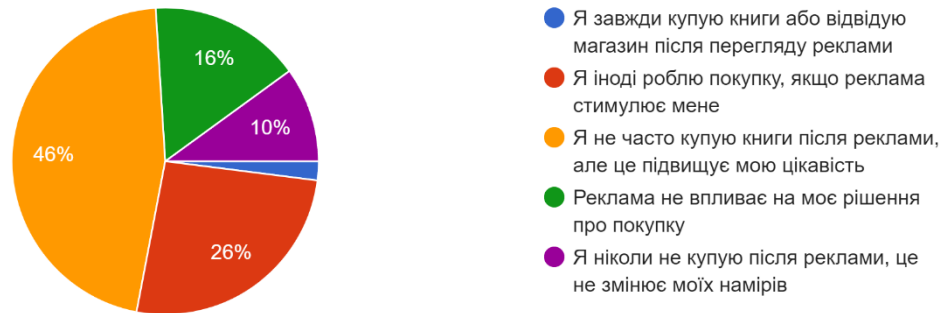 16%
10%
46%
26%
Я завжди купую книги або відвідую
магазин після перегляду реклами
Я іноді роблю покупку, якщо реклама
стимулює мене
Я не часто купую книги після реклами,
але це підвищує мою цікавість
Реклама не впливає на моє рішення
про покупку
Я ніколи не купую після реклами, це
не змінює моїх намірів